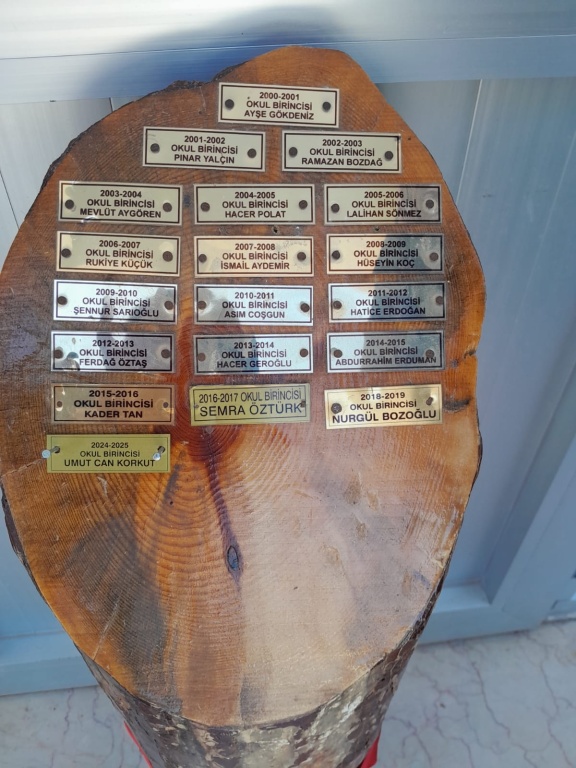 2000-2001
OKUL BİRİNCİSİ
AYŞE GÖKDENİZ
2001-2002
OKUL BİRİNCİSİ
PINAR YALÇIN
2002-2003
OKUL BİRİNCİSİ
RAMAZAN BOZDAĞ
2003-2004
OKUL BİRİNCİSİ
MEVLÜT AYGÖREN
2004-2005
OKUL BİRİNCİSİ
HACER POLAT
2005-2006
OKUL BİRİNCİSİ
LALİHAN SÖNMEZ
2006-2007
OKUL BİRİNCİSİ
RUKİYE KÜÇÜK
2007-2008
OKUL BİRİNCİSİ
İSMAİL AYDEMİR
2008-2009
OKUL BİRİNCİSİ
HÜSEYİN KOÇ
2009-2010
OKUL BİRİNCİSİ
ŞENNUR SARIOĞLU
2010-2011
OKUL BİRİNCİSİ
ASIM COŞGUN
2011-2012
OKUL BİRİNCİSİ
HATİCE ERDOĞAN
2012-2013
OKUL BİRİNCİSİ
FERDAĞ ÖZTAŞ
2013-2014
OKUL BİRİNCİSİ
HACER GEROĞLU
2014-2015
OKUL BİRİNCİSİ
ABDURRAHİM ERDUMAN
2015-2016
OKUL BİRİNCİSİ
KADER TAN
2016-2017 OKUL BİRİNCİSİ
SEMRA ÖZTÜRK
2018-2019
OKUL BİRİNCİSİ
NURGÜL BOZOĞLU
2024-2025
OKUL BİRİNCİSİ
UMUT CAN KORKUT